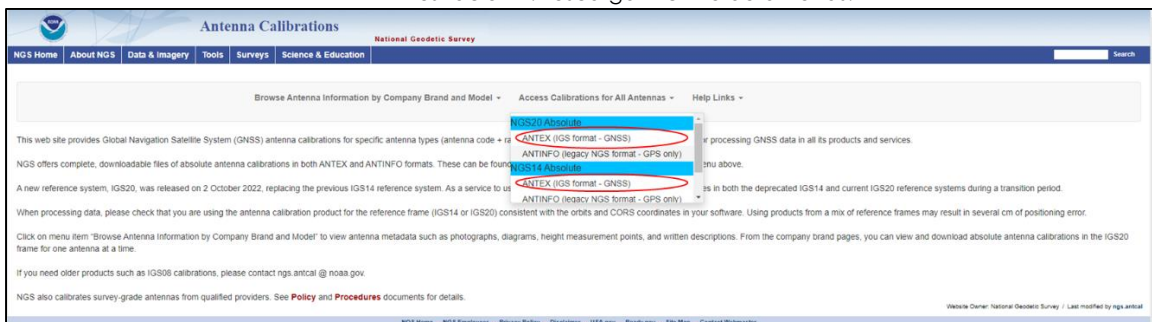 Antenna Calibrations
National Geodetic Survey
NGS Home About NGS Data & Imagery Tools Surveys Science & Education Search
Browse Antenna Information by Company Brand and Model Access Calibrations for All Antennas Help Links
NGS20 Absolute
ANTEX (IGS format - GNSS)
ANTINFO (legacy NGS format - GPS only)
NGS14 Absolute
ANTEX (IGS format - GNSS)
ANTINFO (legacy NGS format - GPS only)
This web site provides Global Navigation Satellite System (GNSS) antenna calibrations for specific antenna types (antenna code + ra r processing GNSS data in all its products and services.
NGS offers complete, downloadable files of absolute antenna calibrations in both ANTEX and ANTINFO formats. These can be foun nu above.
A new reference system, IGS20, was released on 2 October 2022, replacing the previous IGS14 reference system. As a service to us es in both the deprecated IGS14 and current IGS20 reference systems during a transition period.
When processing data, please check that you are using the antenna calibration product for the reference frame (IGS14 or IGS20) consistent with the orbits and CORS coordinates in your software. Using products from a mix of reference frames may result in several cm of positioning error.
Click on menu item "Browse Antenna Information by Company Brand and Model" to view antenna metadata such as photographs, diagrams, height measurement points, and written descriptions. From the company brand pages, you can view and download absolute antenna calibrations in the IGS20
frame for one antenna at a time.
If you need older products such as IGS08 calibrations, please contact ngs.antcal @ noaa.gov.
NGS also calibrates survey-grade antennas from qualified providers. See Policy and Procedures documents for details.
Website Owner: National Geodetic Survey / Last modified by ngs.antcal